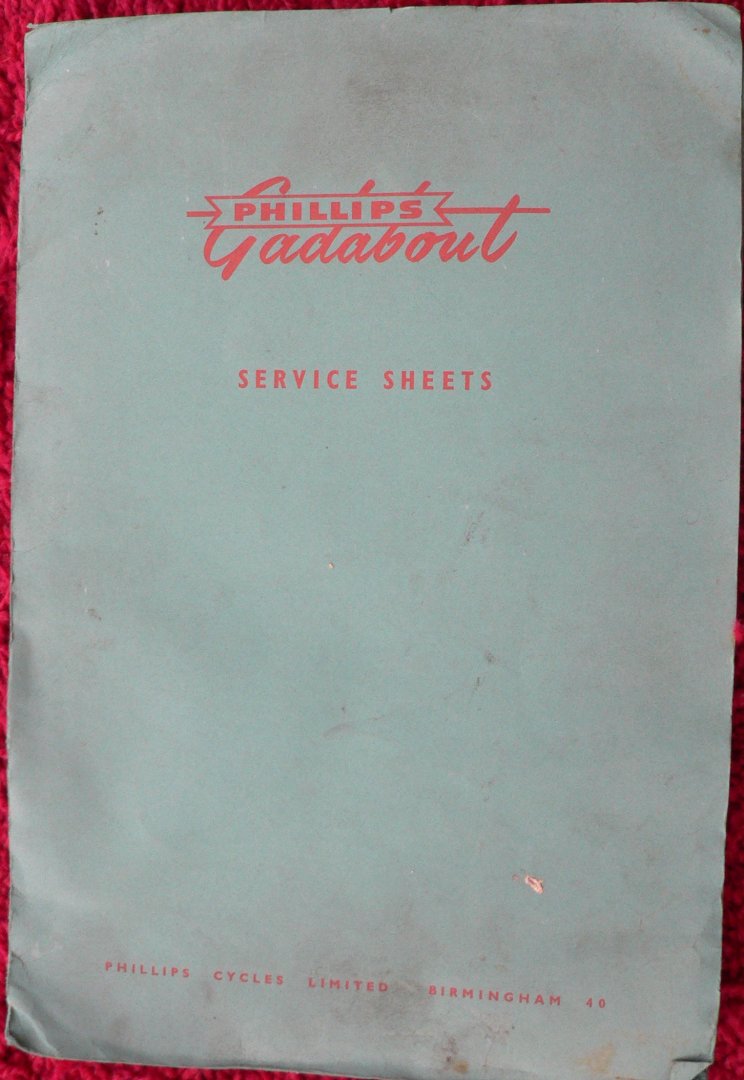 PHILLIPS
Gadabout
SERVICE SHEETS
PHILLIPS CYCLES LIMITED BIRMINGHAM 40